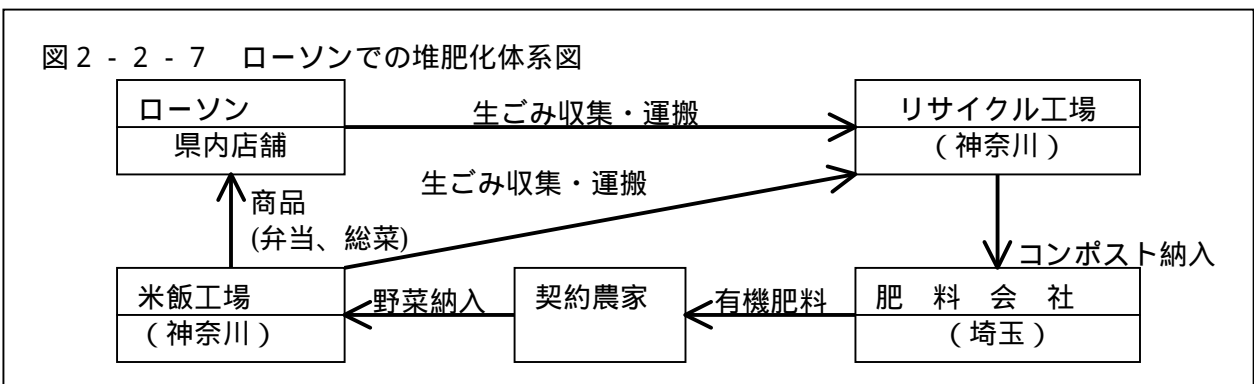 図2-2-7 ローソンでの堆肥化体系図
ローソン
県内店舗
生ごみ収集・運搬
リサイクル工場
(神奈川)
生ごみ収集・運搬
商品
(弁当、総菜)
コンポスト納入
米飯工場
(神奈川)
野菜納入
契約農家
有機肥料
肥 料 会 社
(埼玉)